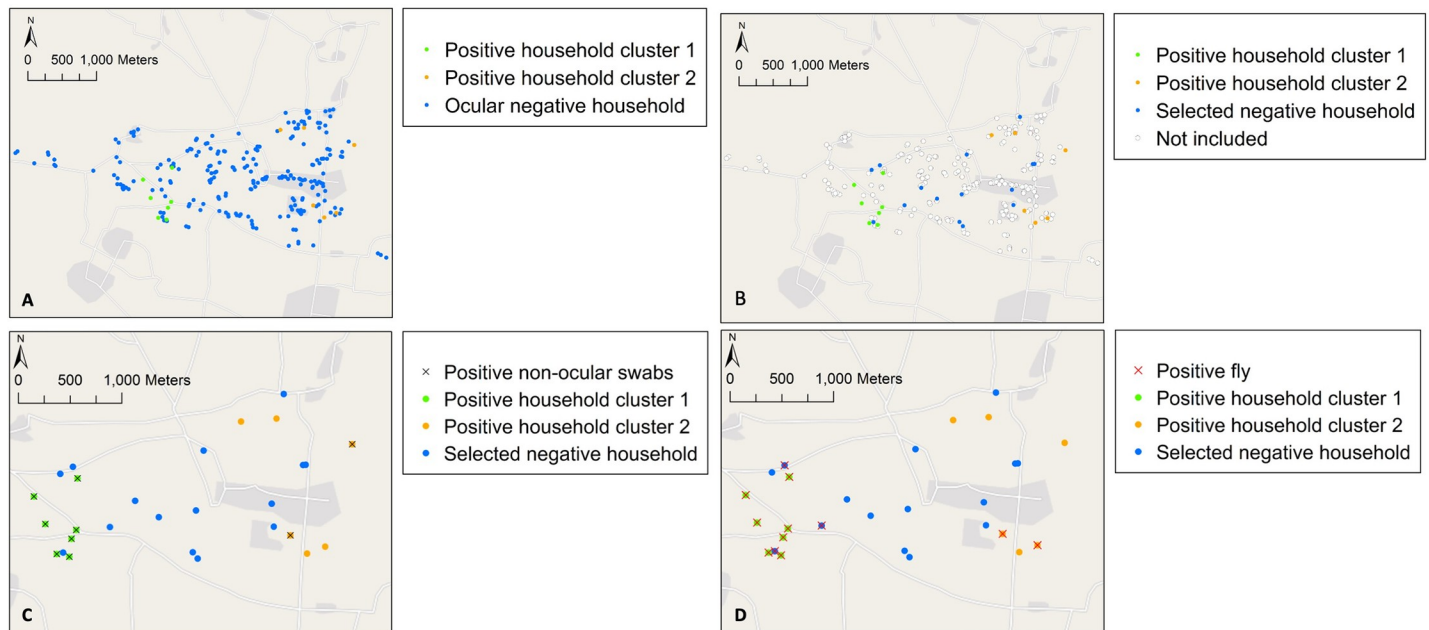 N
0 500 1,000 Meters
A
Positive household cluster 1
Positive household cluster 2
Ocular negative household
N
0 500 1,000 Meters
B
Positive household cluster 1
Positive household cluster 2
Selected negative household
Not included
N
0 500 1,000 Meters
C
Positive non-ocular swabs
Positive household cluster 1
Positive household cluster 2
Selected negative household
N
0 500 1,000 Meters
D
Positive fly
Positive household cluster 1
Positive household cluster 2
Selected negative household